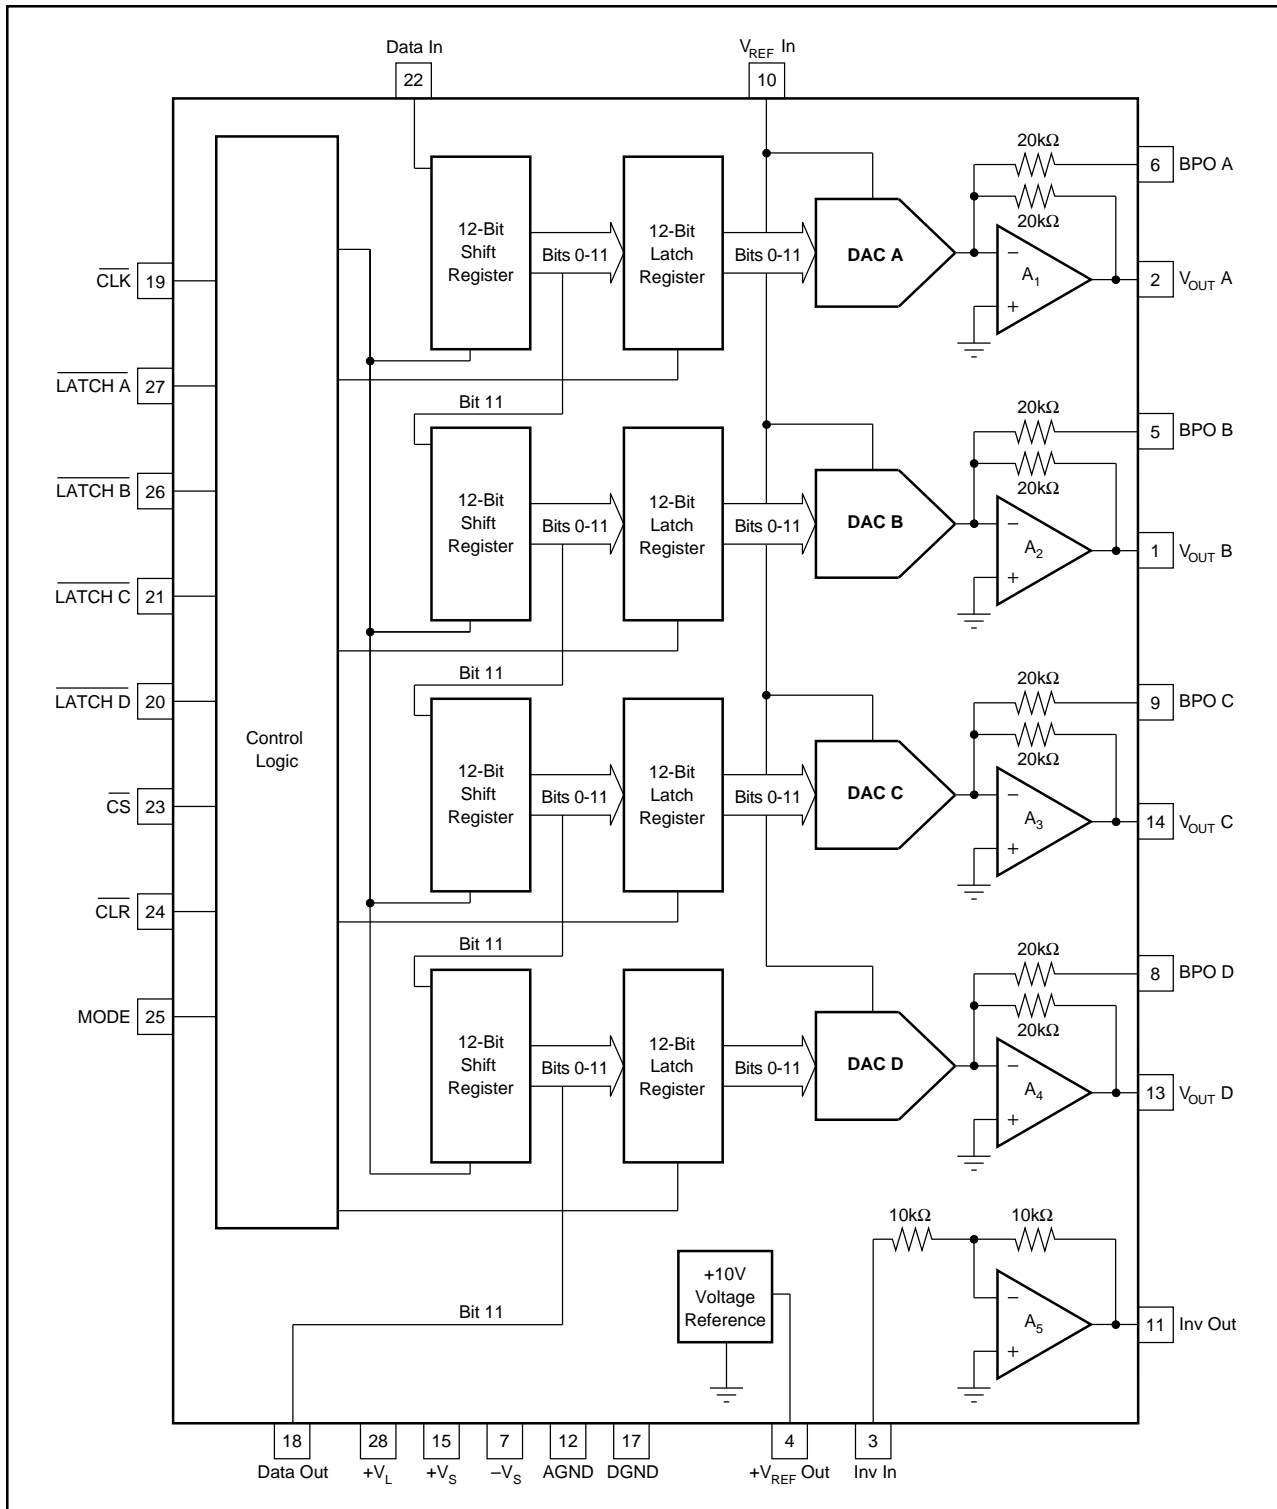 Data In
V_REF In
22
10
20kΩ
6
BPO A
20kΩ
12-Bit
Shift
Register
Bits 0-11
12-Bit
Latch
Register
Bits 0-11
DAC A
–
A1
+
2
V_OUT A
CLK
19
LATCH A
27
Bit 11
20kΩ
5
BPO B
20kΩ
LATCH B
26
12-Bit
Shift
Register
Bits 0-11
12-Bit
Latch
Register
Bits 0-11
DAC B
–
A2
+
1
V_OUT B
LATCH C
21
Bit 11
20kΩ
9
BPO C
20kΩ
LATCH D
20
Control
Logic
12-Bit
Shift
Register
Bits 0-11
12-Bit
Latch
Register
Bits 0-11
DAC C
–
A3
+
14
V_OUT C
CS
23
CLR
24
Bit 11
20kΩ
8
BPO D
20kΩ
MODE
25
12-Bit
Shift
Register
Bits 0-11
12-Bit
Latch
Register
Bits 0-11
DAC D
–
A4
+
13
V_OUT D
10kΩ
10kΩ
+10V
Voltage
Reference
Bit 11
–
A5
+
11
Inv Out
18
28
15
7
12
17
4
3
Data Out
+V_L
+V_S
–V_S
AGND
DGND
+V_REF Out
Inv In